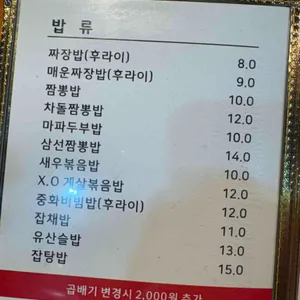 밥 류
짜장밥(후라이) 8.0
매운짜장밥(후라이) 9.0
짬뽕밥 10.0
차돌짬뽕밥 12.0
마파두부밥 10.0
삼선짬뽕밥 14.0
새우볶음밥 10.0
X.O 게살볶음밥 12.0
중화비빔밥(후라이) 12.0
잡채밥 11.0
유산슬밥 13.0
잡탕밥 15.0
곱배기 변경시 2,000원 추가